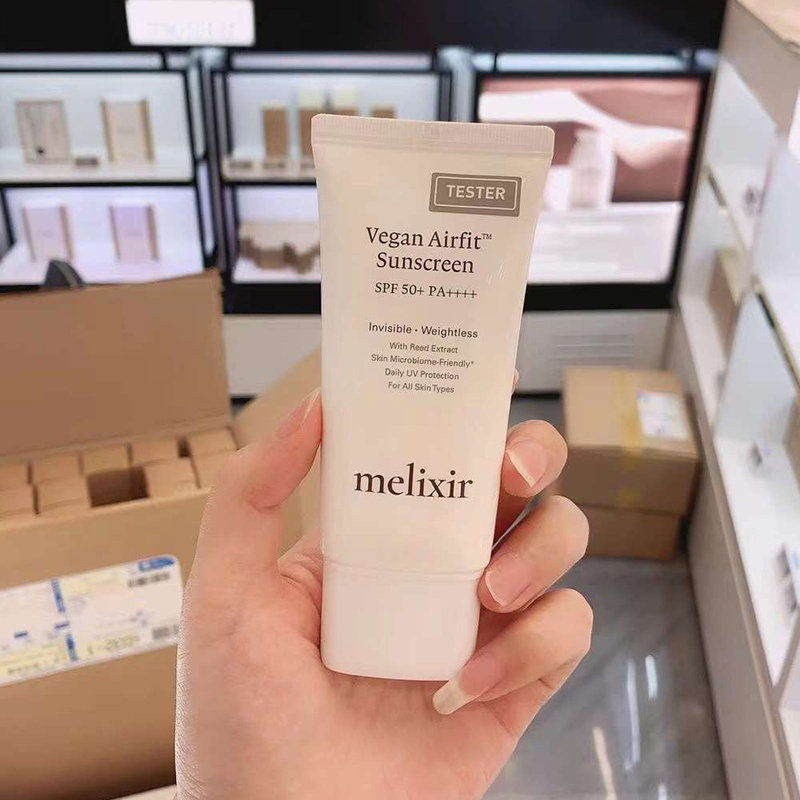 TESTER
Vegan Airfit™
Sunscreen
SPF 50+ PA++++
Invisible · Weightless
With Reed Extract
Skin Microbiome-Friendly*
Daily UV Protection
For All Skin Types
melixir